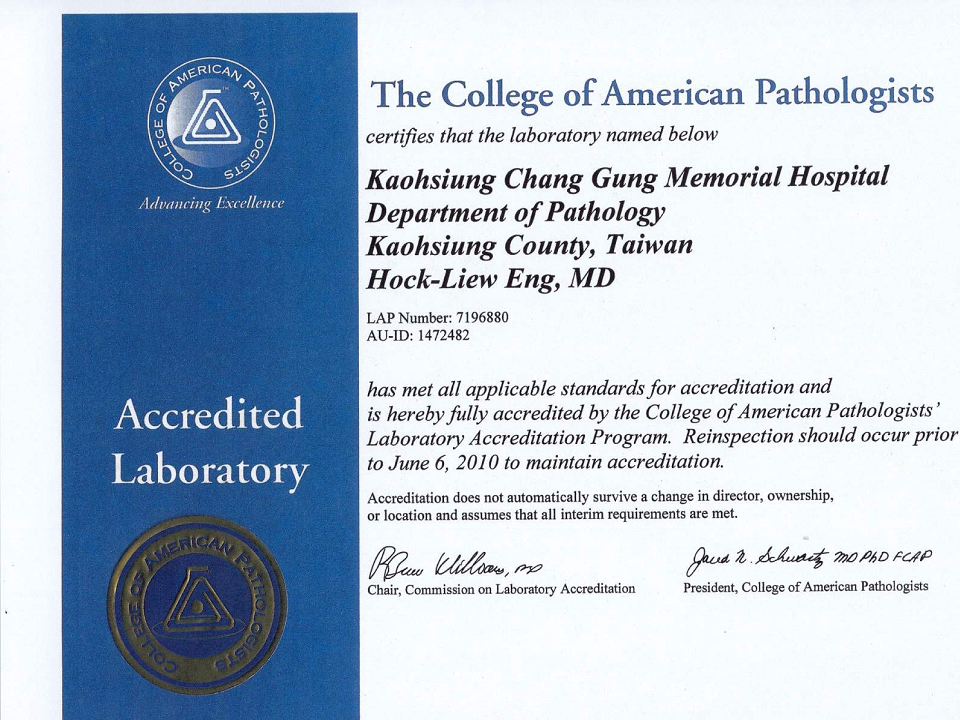 COLLEGE OF AMERICAN PATHOLOGISTS
™
Advancing Excellence
Accredited
Laboratory
COLLEGE OF AMERICAN PATHOLOGISTS
The College of American Pathologists
certifies that the laboratory named below
Kaohsiung Chang Gung Memorial Hospital
Department of Pathology
Kaohsiung County, Taiwan
Hock-Liew Eng, MD
LAP Number: 7196880
AU-ID: 1472482
has met all applicable standards for accreditation and
is hereby fully accredited by the College of American Pathologists’
Laboratory Accreditation Program. Reinspection should occur prior
to June 6, 2010 to maintain accreditation.
Accreditation does not automatically survive a change in director, ownership,
or location and assumes that all interim requirements are met.
Jared N. Schwartz MD PhD FCAP
Chair, Commission on Laboratory Accreditation
President, College of American Pathologists